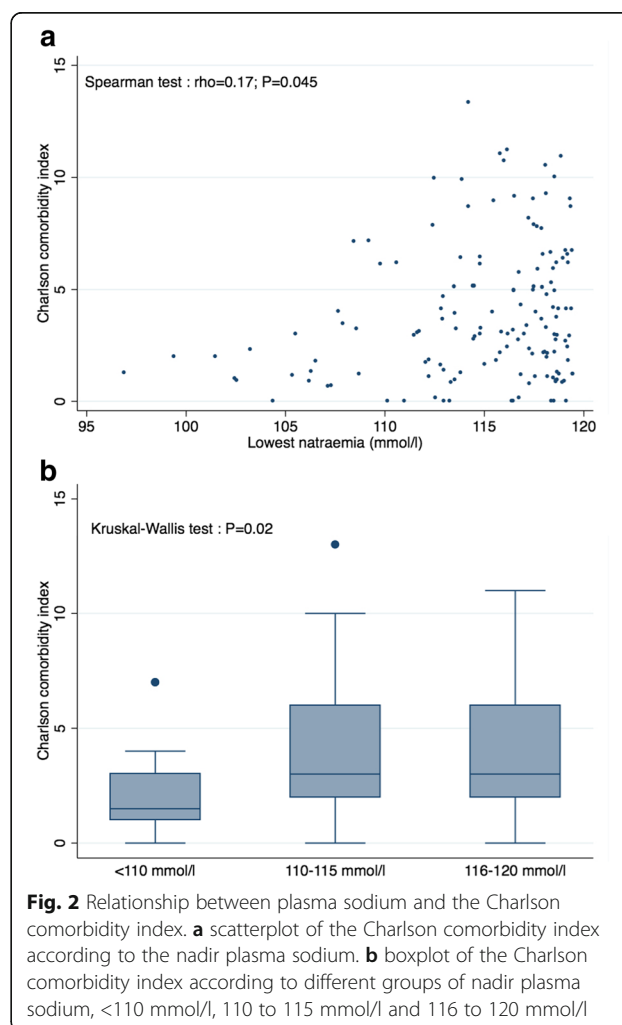 a
15
Spearman test : rho=0.17; P=0.045
10
Charlson comorbidity index
5
0
95 100 105 110 115 120
Lowest natraemia (mmol/l)
b
15
Kruskal-Wallis test : P=0.02
10
Charlson comorbidity index
5
0
<110 mmol/l 110-115 mmol/l 116-120 mmol/l
Fig. 2 Relationship between plasma sodium and the Charlson
comorbidity index. a scatterplot of the Charlson comorbidity index
according to the nadir plasma sodium. b boxplot of the Charlson
comorbidity index according to different groups of nadir plasma
sodium, <110 mmol/l, 110 to 115 mmol/l and 116 to 120 mmol/l